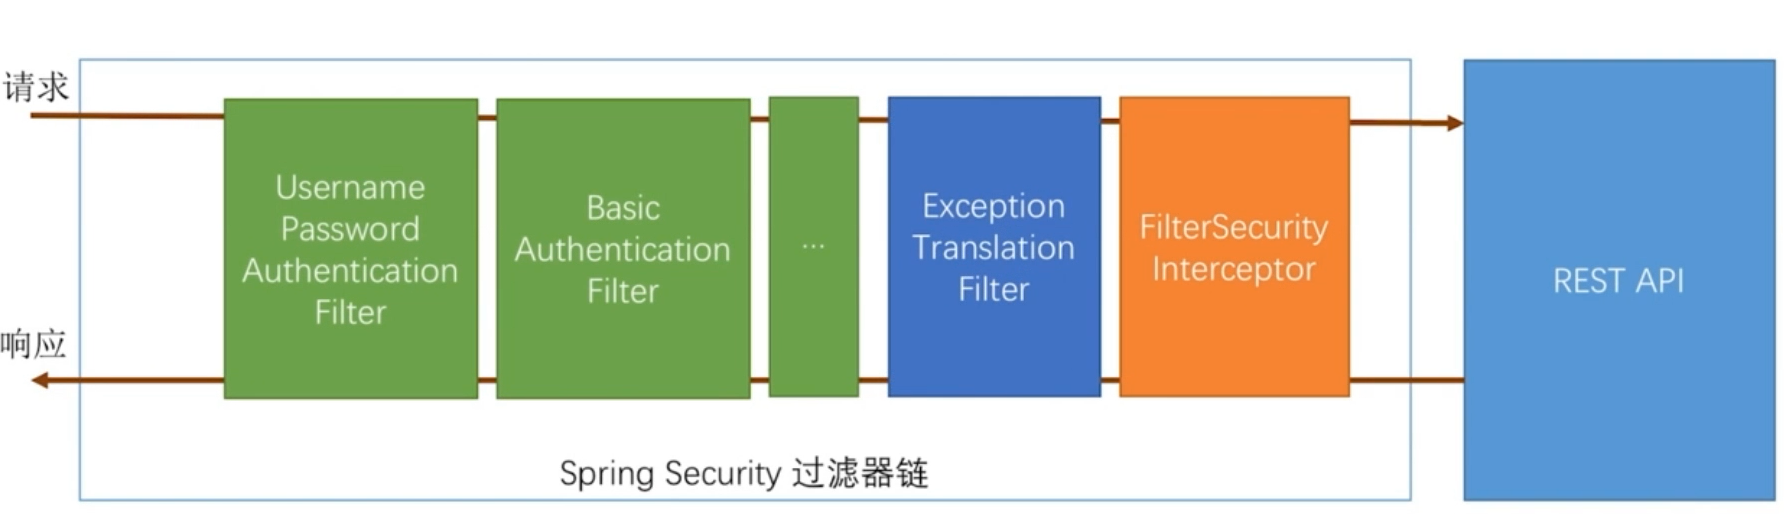 请求
响应
Username
Password
Authentication
Filter
Basic
Authentication
Filter
...
Exception
Translation
Filter
FilterSecurity
Interceptor
REST API
Spring Security 过滤器链